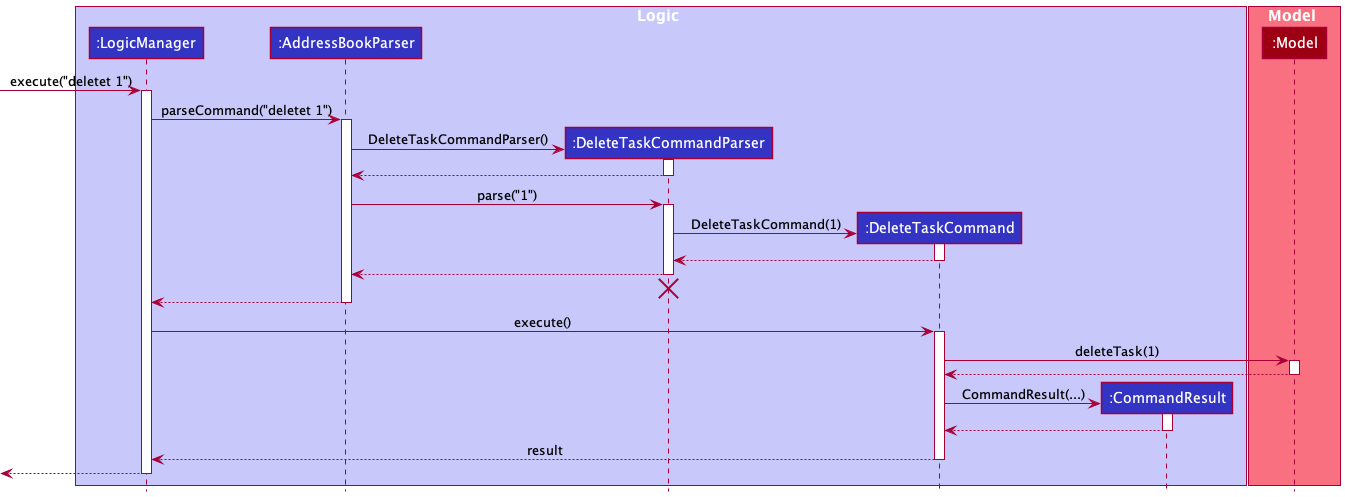 Logic
Model
:LogicManager
:AddressBookParser
:Model
execute("deletet 1")
parseCommand("deletet 1")
DeleteTaskCommandParser()
:DeleteTaskCommandParser
parse("1")
DeleteTaskCommand(1)
:DeleteTaskCommand
execute()
deleteTask(1)
CommandResult(...)
:CommandResult
result